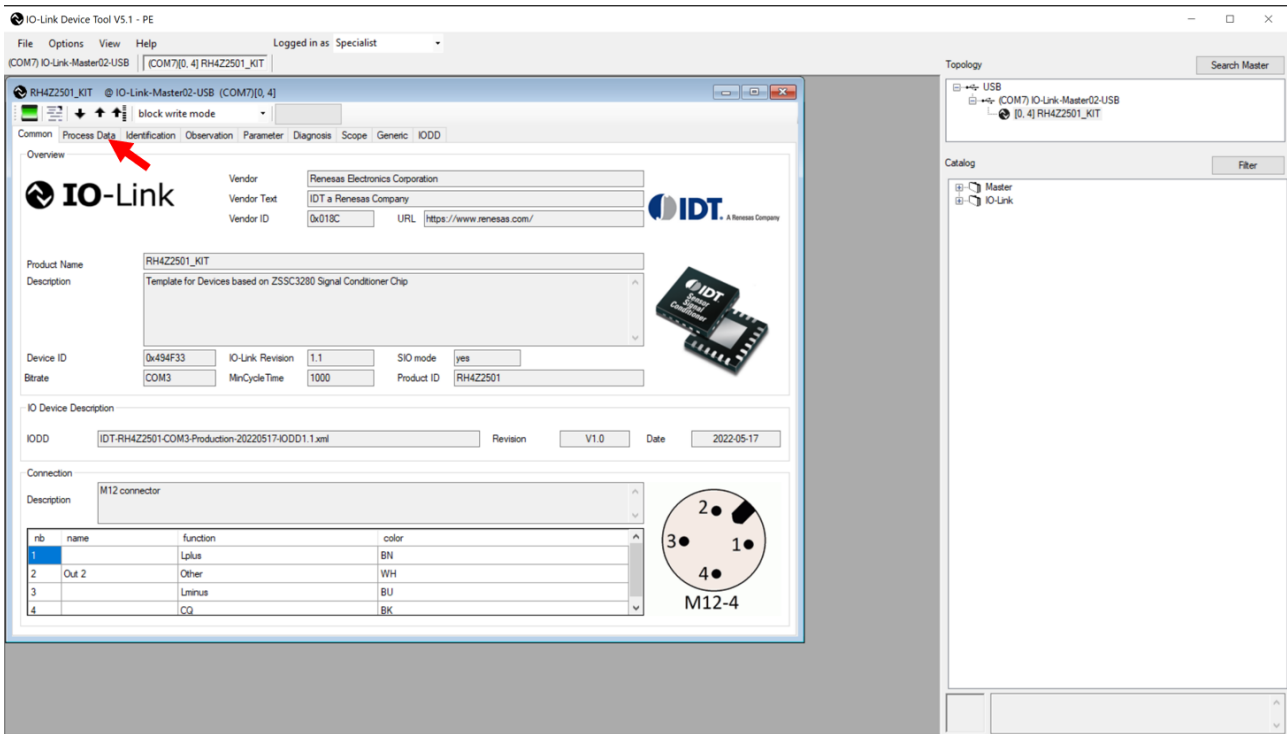 IO-Link Device Tool V5.1 - PE
File Options View Help Logged in as Specialist
(COM7) IO-Link-Master02-USB (COM7)[0, 4] RH4Z2501_KIT
Topology Search Master
USB
(COM7) IO-Link-Master02-USB
[0, 4] RH4Z2501_KIT
Catalog Filter
Master
IO-Link
RH4Z2501_KIT @ IO-Link-Master02-USB (COM7)[0, 4]
block write mode
Common Process Data Identification Observation Parameter Diagnosis Scope Generic IODD
Overview
IO-Link
Vendor Renesas Electronics Corporation
Vendor Text IDT a Renesas Company
Vendor ID 0x018C URL https://www.renesas.com/
IDT. A Renesas Company
Product Name RH4Z2501_KIT
Description Template for Devices based on ZSSC3280 Signal Conditioner Chip
IDT
Sensor
Signal
Conditioner
Device ID 0x494F33 IO-Link Revision 1.1 SIO mode yes
Bitrate COM3 MinCycleTime 1000 Product ID RH4Z2501
IO Device Description
IODD IDT-RH4Z2501-COM3-Production-20220517-IODD1.1.xml Revision V1.0 Date 2022-05-17
Connection
Description M12 connector
nb name function color
1 Lplus BN
2 Out 2 Other WH
3 Lminus BU
4 CQ BK
2
3 1
4
M12-4